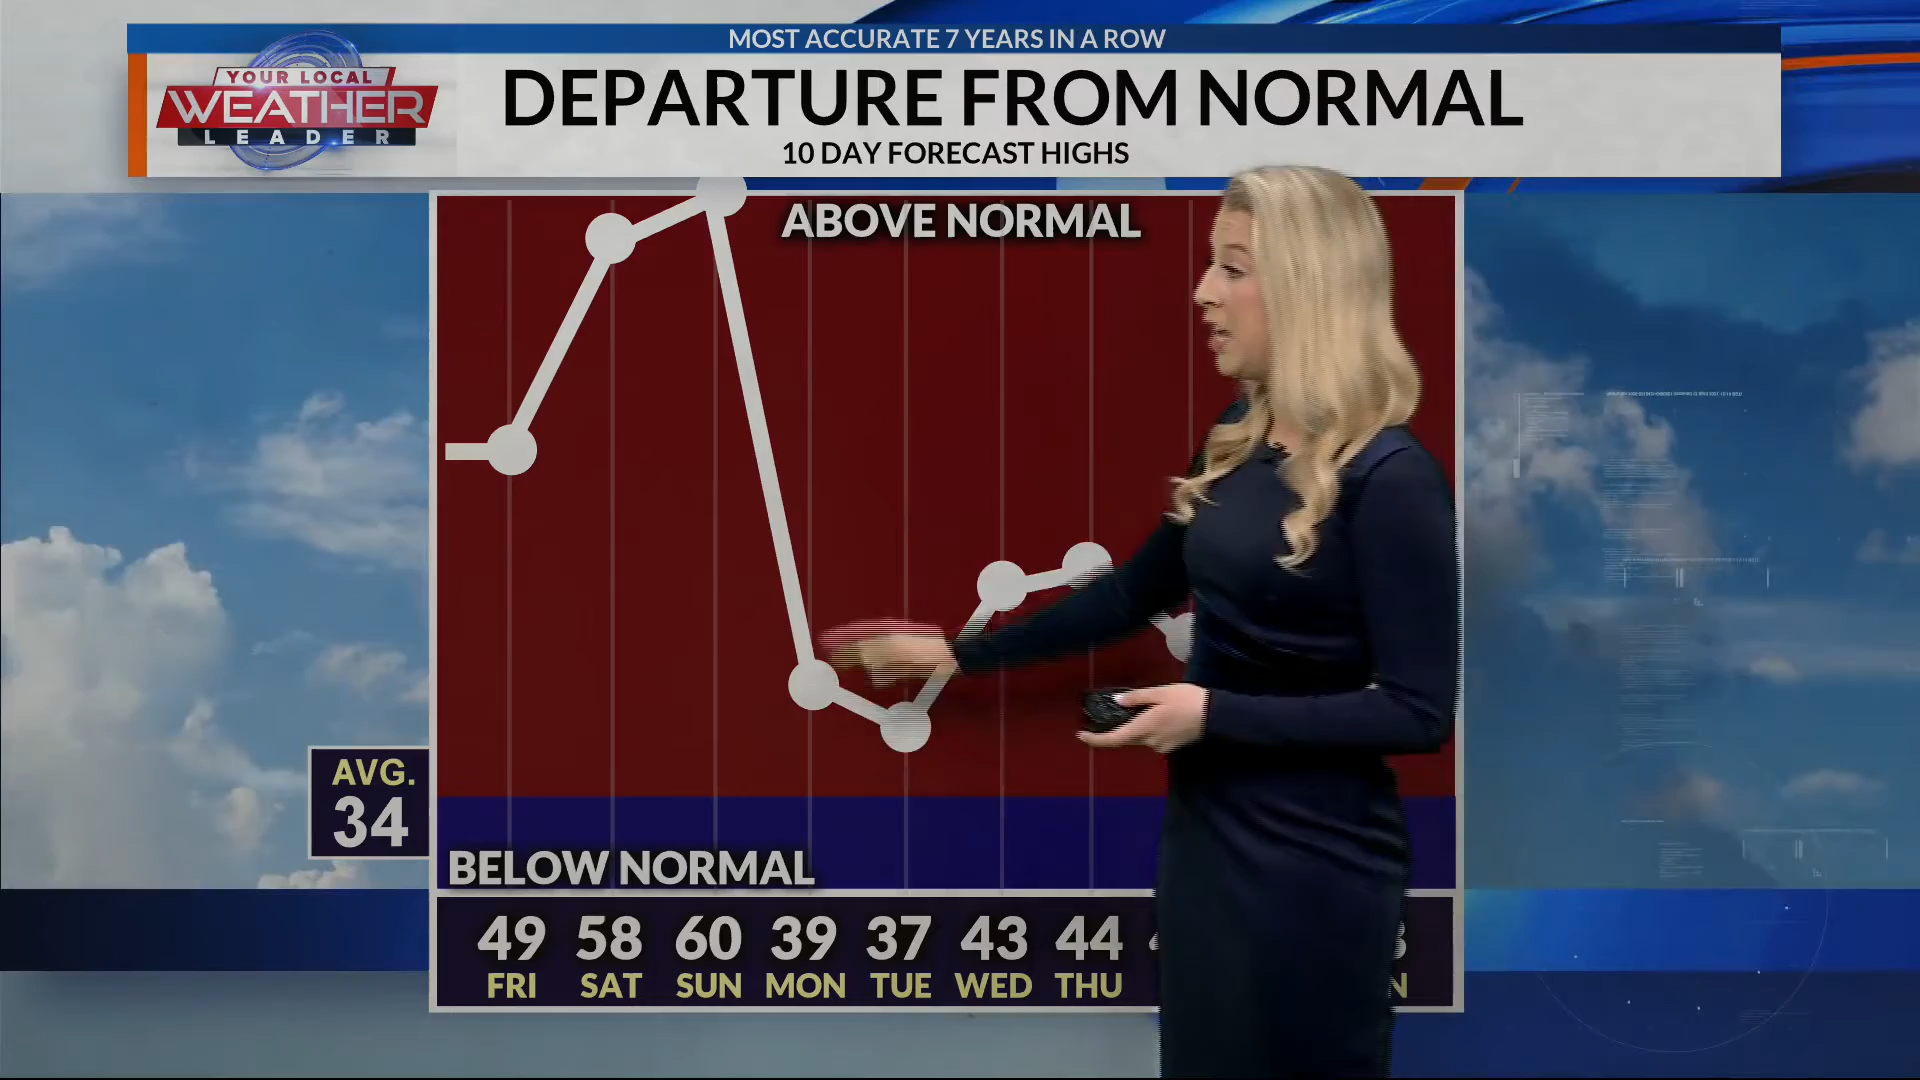 MOST ACCURATE 7 YEARS IN A ROW
YOUR LOCAL
WEATHER
LEADER
DEPARTURE FROM NORMAL
10 DAY FORECAST HIGHS
ABOVE NORMAL
AVG.
34
BELOW NORMAL
49 58 60 39 37 43 44
FRI SAT SUN MON TUE WED THU